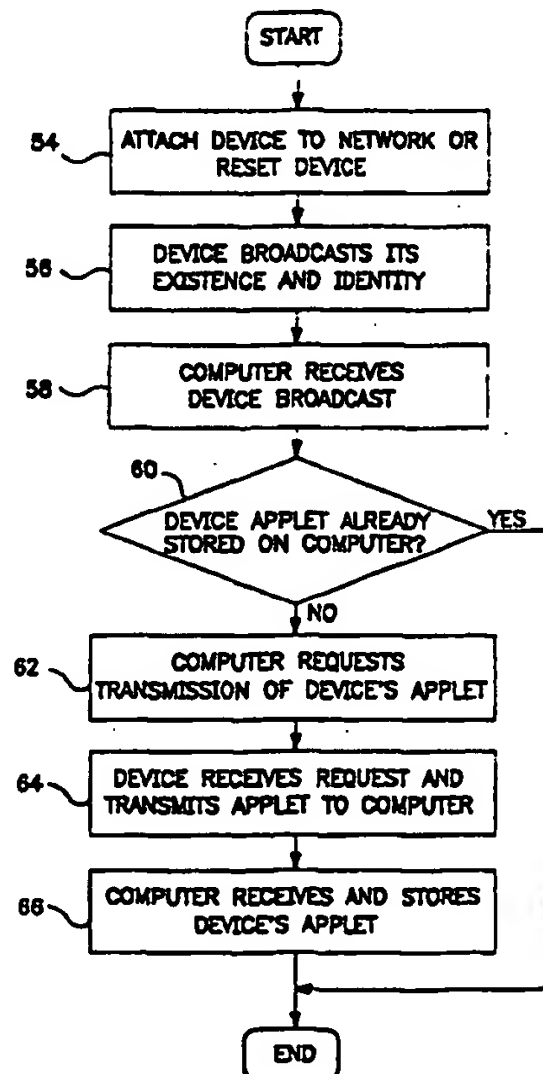 START
54
ATTACH DEVICE TO NETWORK OR
RESET DEVICE
56
DEVICE BROADCASTS ITS
EXISTENCE AND IDENTITY
58
COMPUTER RECEIVES
DEVICE BROADCAST
60
DEVICE APPLET ALREADY
STORED ON COMPUTER?
YES
NO
62
COMPUTER REQUESTS
TRANSMISSION OF DEVICE'S APPLET
64
DEVICE RECEIVES REQUEST AND
TRANSMITS APPLET TO COMPUTER
66
COMPUTER RECEIVES AND STORES
DEVICE'S APPLET
END